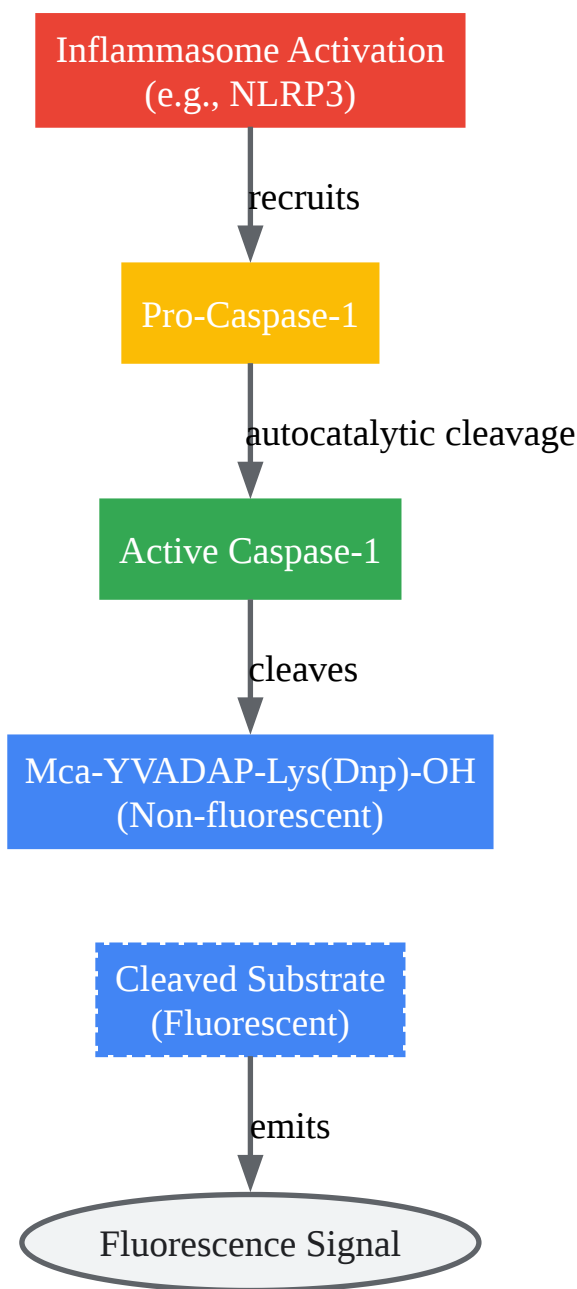 Inflammasome Activation
(e.g., NLRP3)
recruits
Pro-Caspase-1
autocatalytic cleavage
Active Caspase-1
cleaves
Mca-YVADAP-Lys(Dnp)-OH
(Non-fluorescent)
Cleaved Substrate
(Fluorescent)
emits
Fluorescence Signal